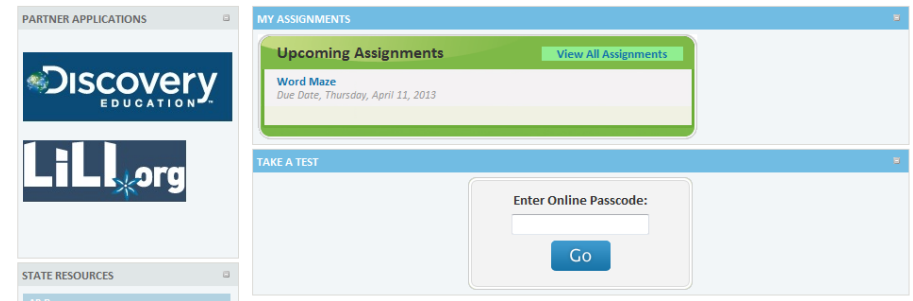 PARTNER APPLICATIONS
DISCOVERY
EDUCATION
LiLI.org
STATE RESOURCES
MY ASSIGNMENTS
Upcoming Assignments
View All Assignments
Word Maze
Due Date, Thursday, April 11, 2013
TAKE A TEST
Enter Online Passcode:
Go